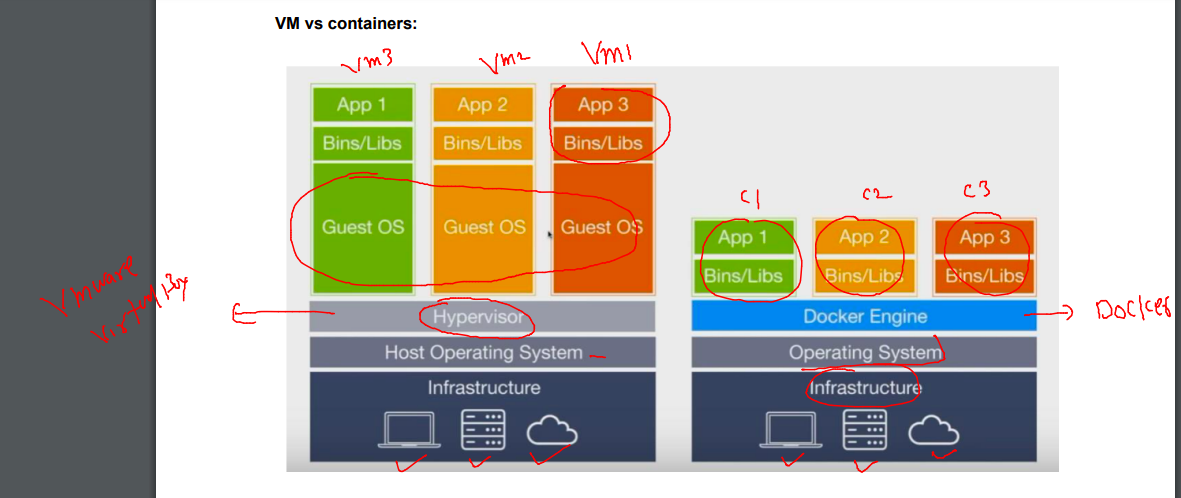 VM vs containers:
Vm3 Vm2 Vm1
App 1 App 2 App 3
Bins/Libs Bins/Libs Bins/Libs
Guest OS Guest OS Guest OS
C1 C2 C3
App 1 App 2 App 3
Bins/Libs Bins/Libs Bins/Libs
Vmware
Hypervisor
Docker Engine
Docker
Host Operating System
Operating System
Infrastructure
Infrastructure